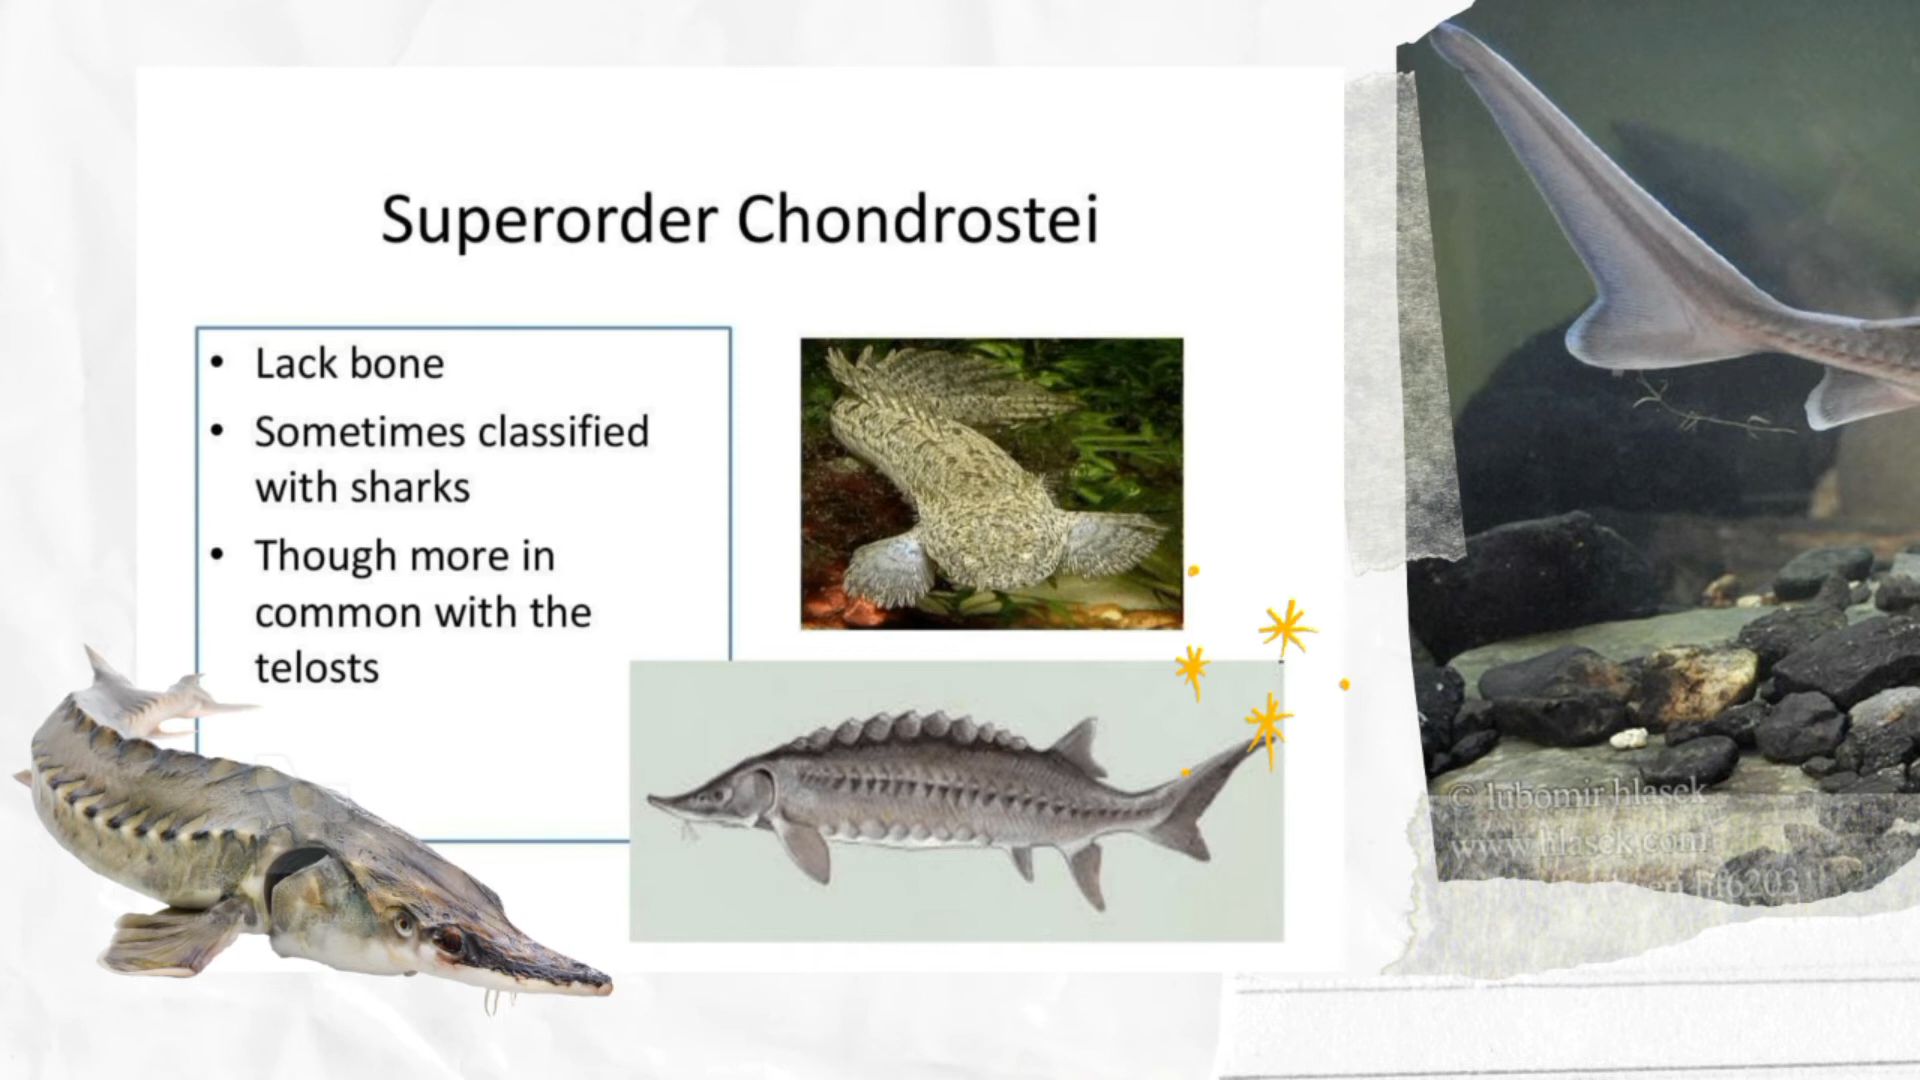 Superorder Chondrostei
• Lack bone
• Sometimes classified
with sharks
• Though more in
common with the
telosts
© lubomir hlasek
www.hlasek.com